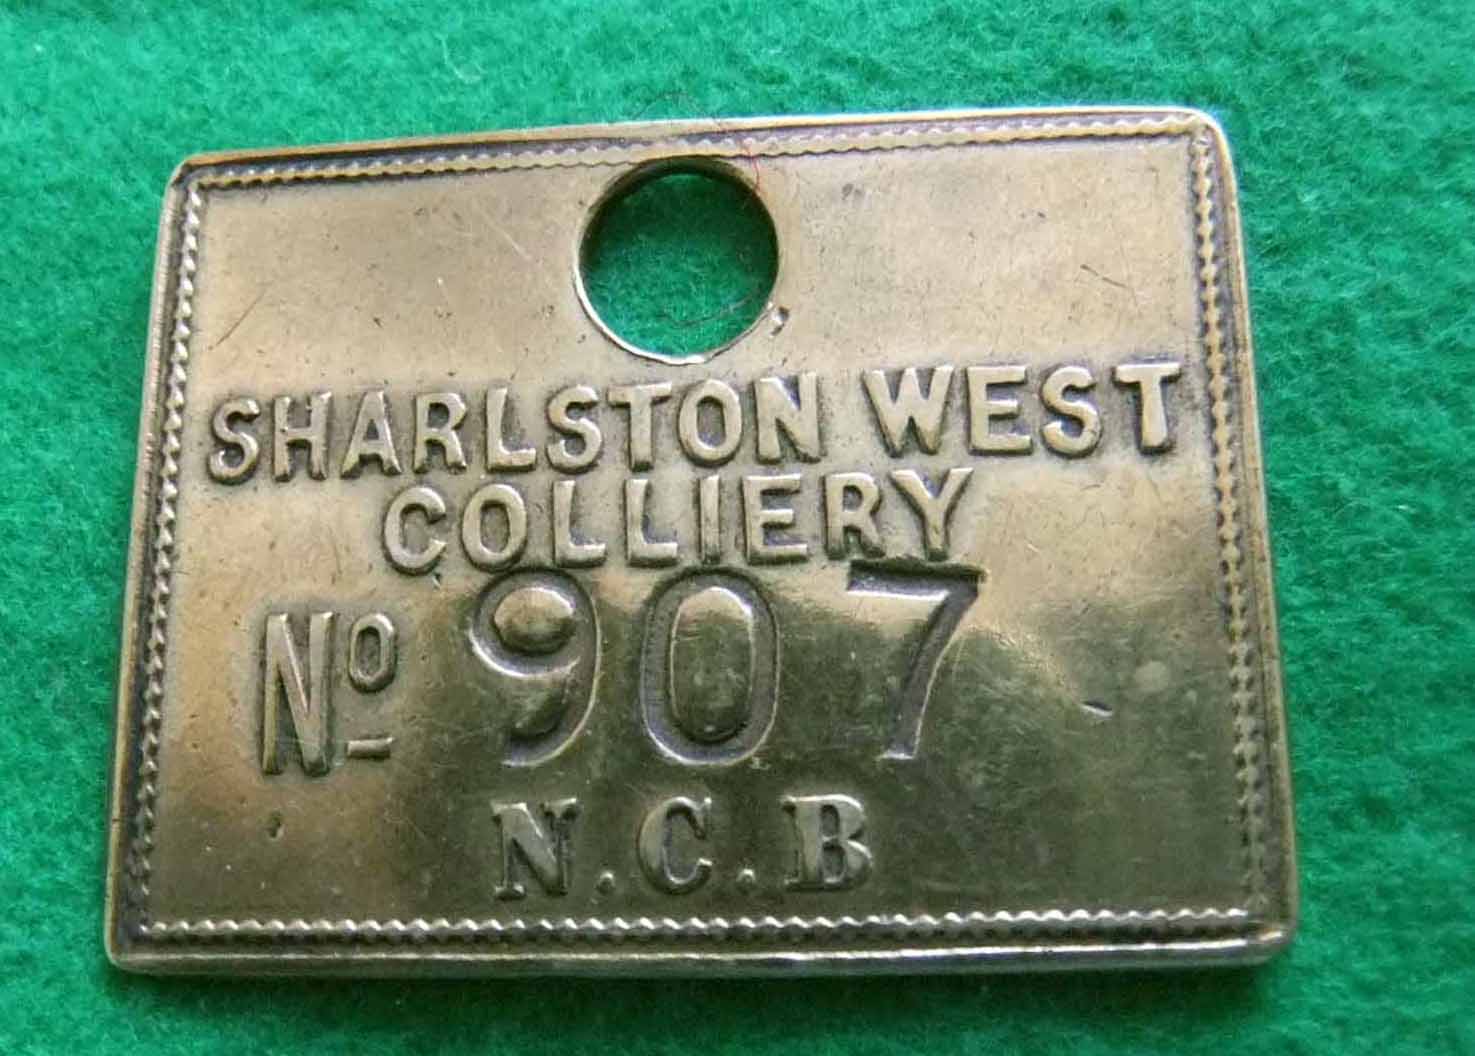 SHARLSTON WEST
COLLIERY
No 907
N.C.B